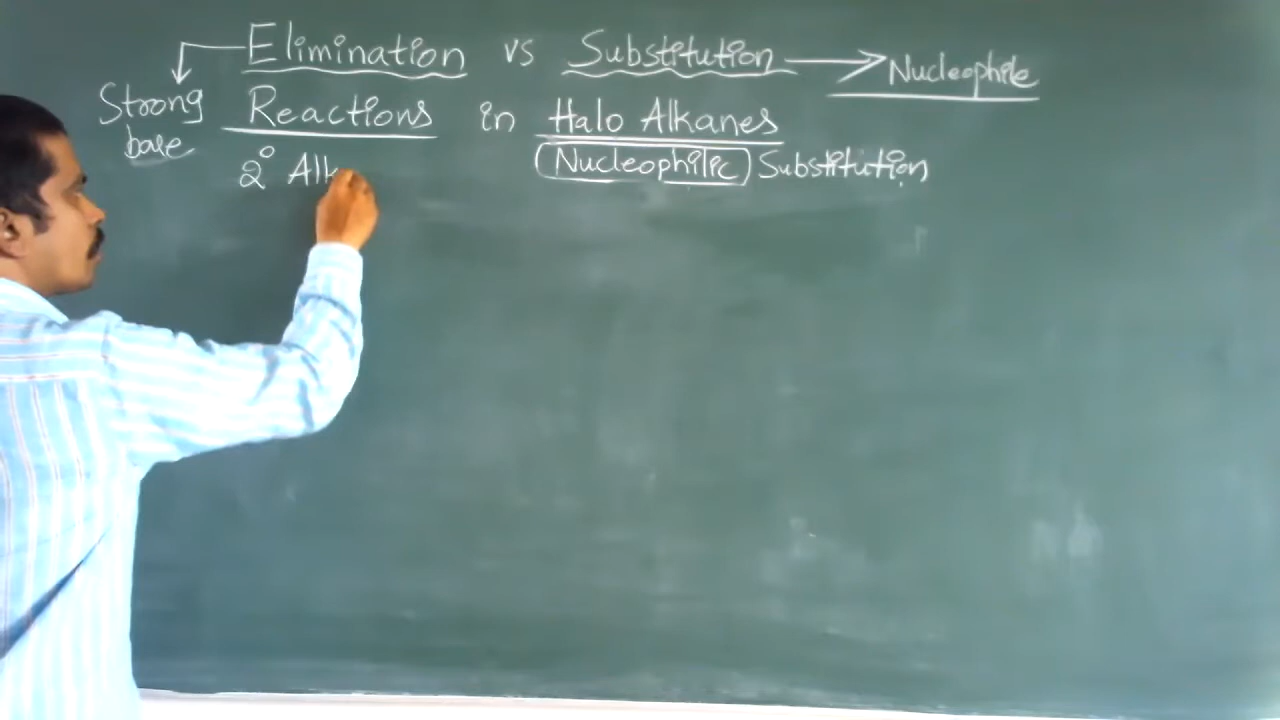 Elimination vs Substitution → Nucleophile
Strong base
Reactions in Halo Alkanes
2° Alk
Nucleophilic Substitution